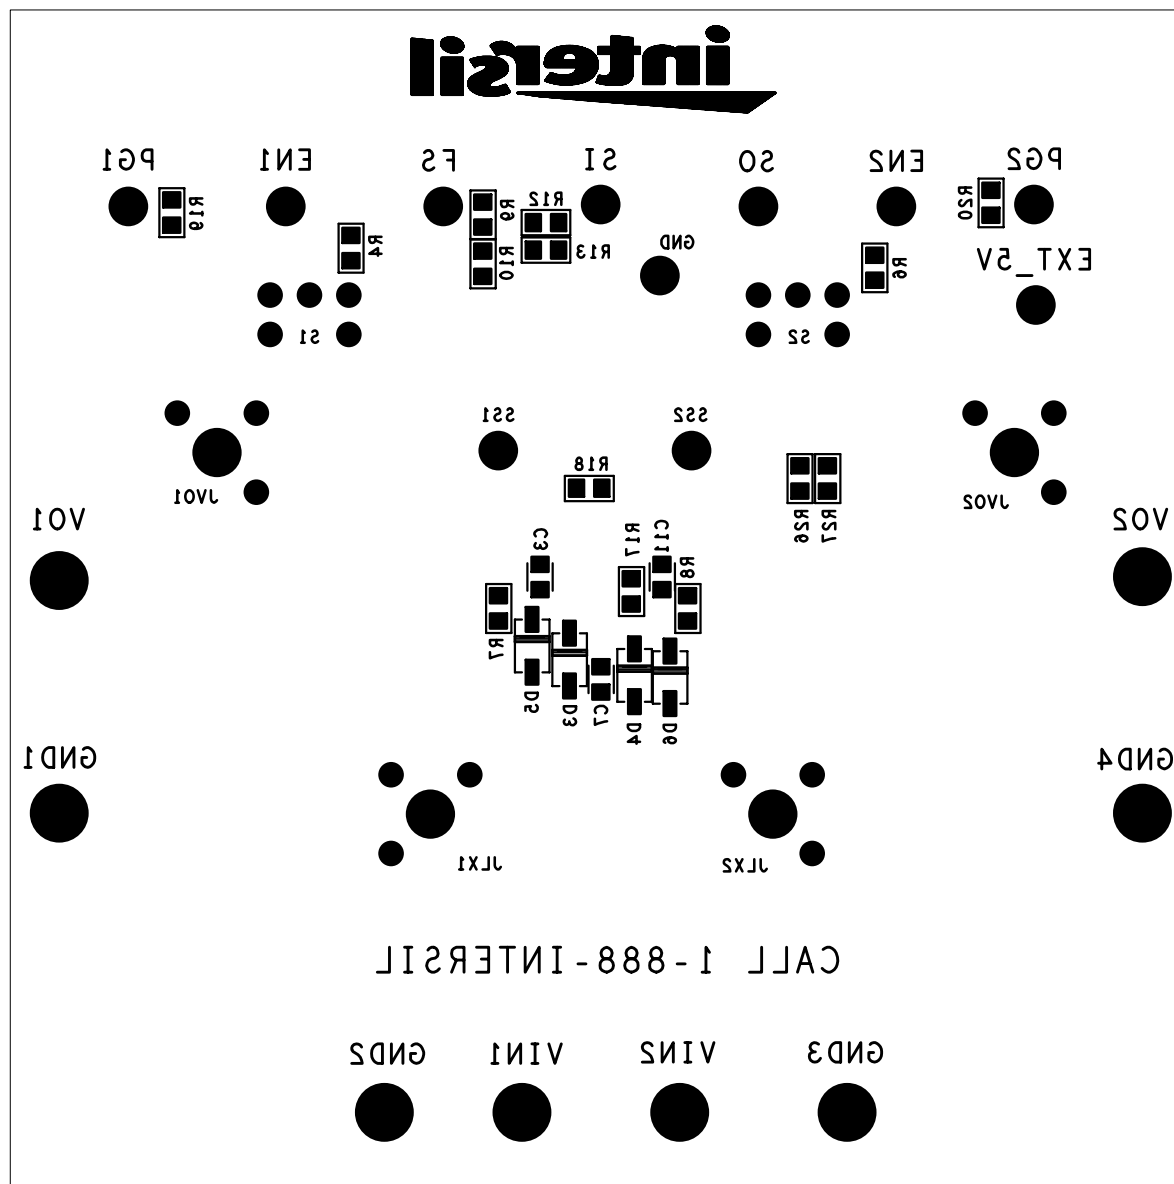 intersil
PG1
EN1
FS
SI
SO
EN2
PG2
R19
R4
R9
R12
R10
R13
GND
R6
R20
EXT_5V
S1
S2
SS1
SS2
JVO1
R18
JVO2
VO1
R26
R27
VO2
C3
R17
C11
R8
R7
D5
D3
C7
D4
D6
GND1
GND4
JLX1
JLX2
CALL 1-888-INTERSIL
GND2
VIN1
VIN2
GND3